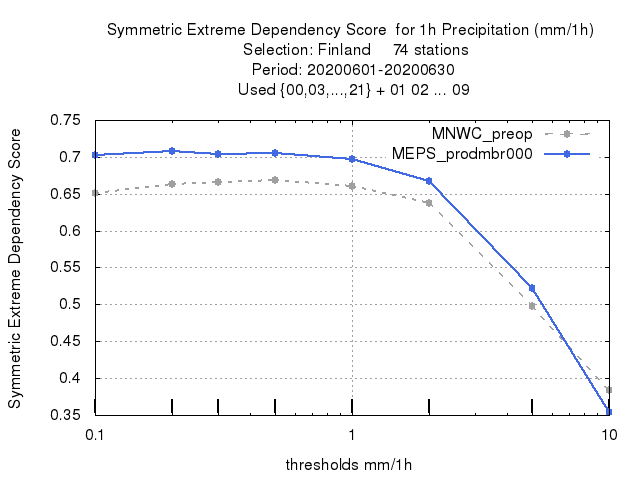 Symmetric Extreme Dependency Score  for 1h Precipitation (mm/1h)
Selection: Finland     74 stations
Period: 20200601-20200630
Used {00,03,...,21} + 01 02 ... 09
MNWC_preop
MEPS_prodmbr000
Symmetric Extreme Dependency Score
0.75
0.7
0.65
0.6
0.55
0.5
0.45
0.4
0.35
0.1 1 10
thresholds mm/1h